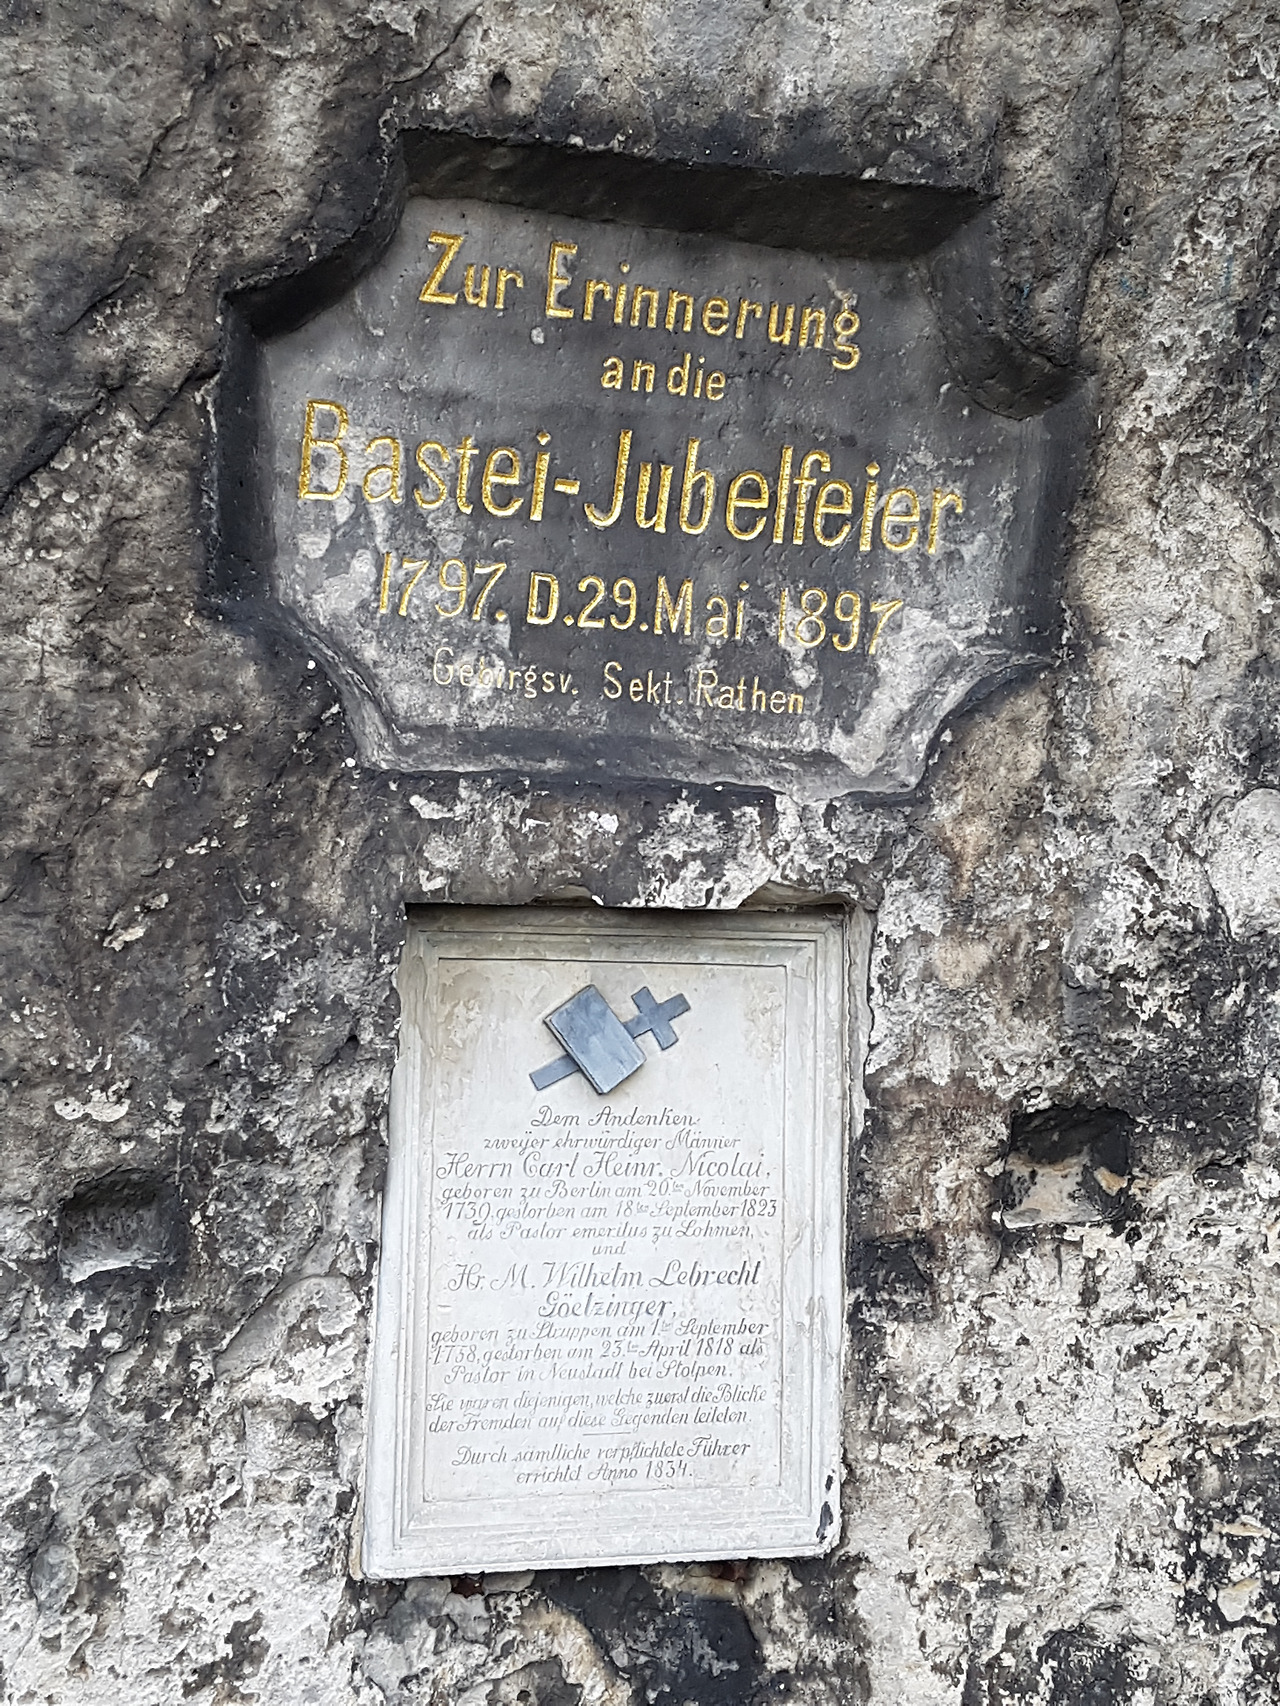 Zur Erinnerung
an die
Bastei-Jubelfeier
1797. D. 29. Mai 1897
Gebirgsv. Sekt. Rathen
Dem Andenken
zweijer ehrwürdiger Männer
Herrn Carl Heinr. Nicolai,
geboren zu Berlin am 20.ten November
1739, gestorben am 18ten September 1823
als Pastor emeritus zu Lohmen,
und
Hr. M. Wilhelm Lebrecht
Göetzinger,
geboren zu Struppen am 1.ten September
1758, gestorben am 23.ten April 1818 als
Pastor in Neustadt bei Stolpen.
Sie waren diejenigen, welche zuerst die Blicke
der Fremden auf diese Gegenden leiteten.
Durch sämtliche verpflichtete Führer
errichtet Anno 1834.